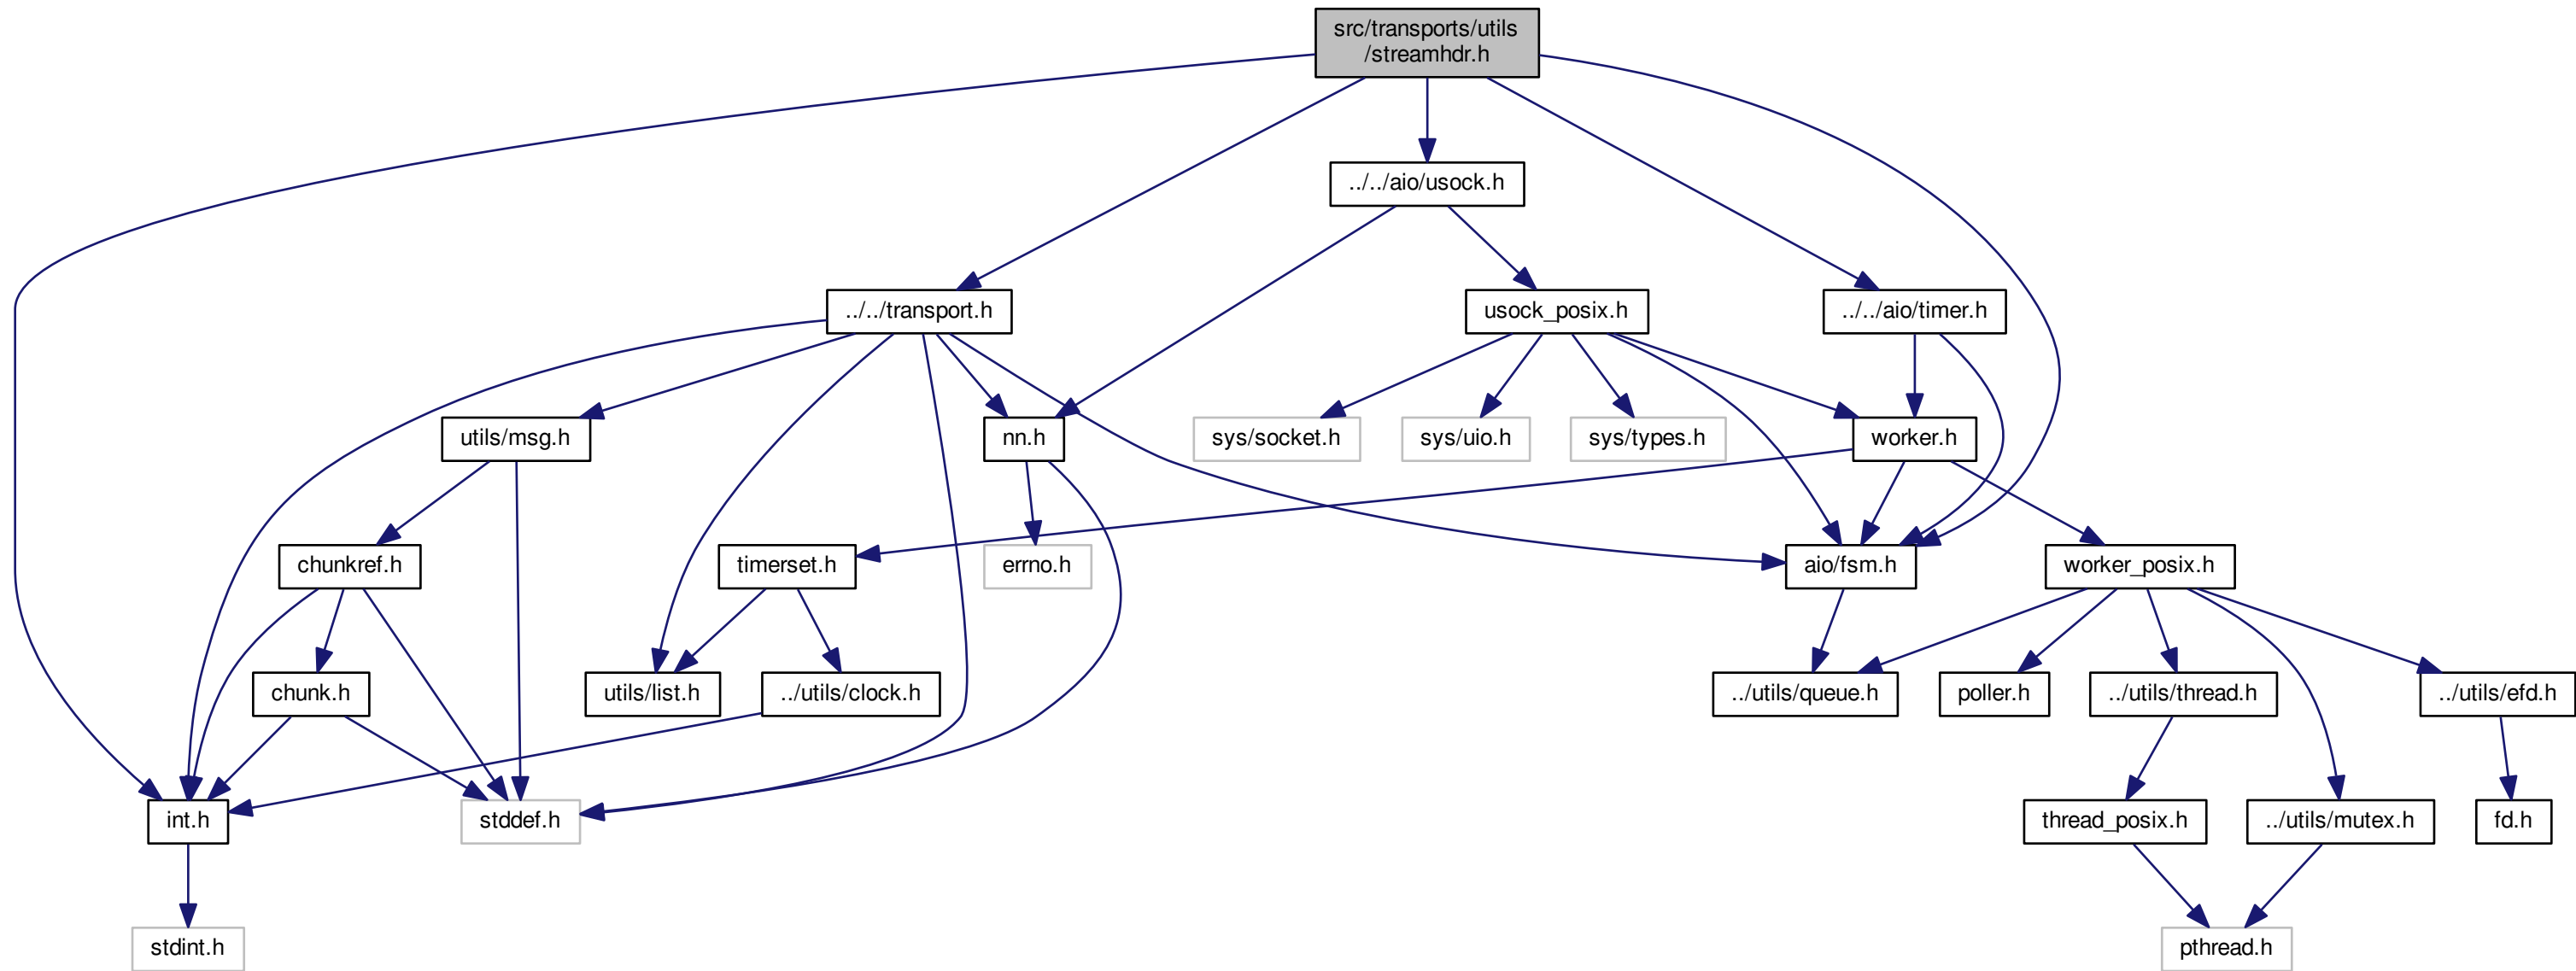 src/transports/utils
/streamhdr.h
../../aio/usock.h
../../transport.h
usock_posix.h
../../aio/timer.h
utils/msg.h
nn.h
sys/socket.h
sys/uio.h
sys/types.h
worker.h
chunkref.h
timerset.h
errno.h
aio/fsm.h
worker_posix.h
chunk.h
utils/list.h
../utils/clock.h
../utils/queue.h
poller.h
../utils/thread.h
../utils/efd.h
int.h
stddef.h
thread_posix.h
../utils/mutex.h
fd.h
stdint.h
pthread.h